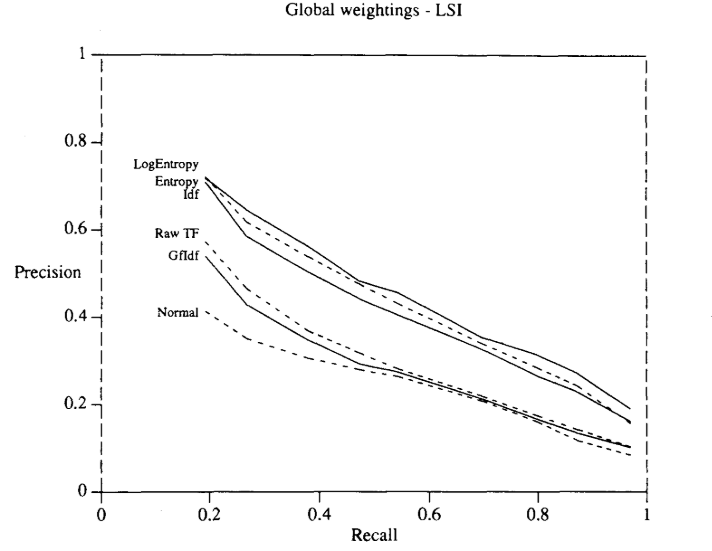 Global weightings - LSI
1
0.8
LogEntropy
Entropy
Idf
0.6
Raw TF
GfIdf
Precision
0.4
Normal
0.2
0
0
0.2
0.4
0.6
0.8
1
Recall